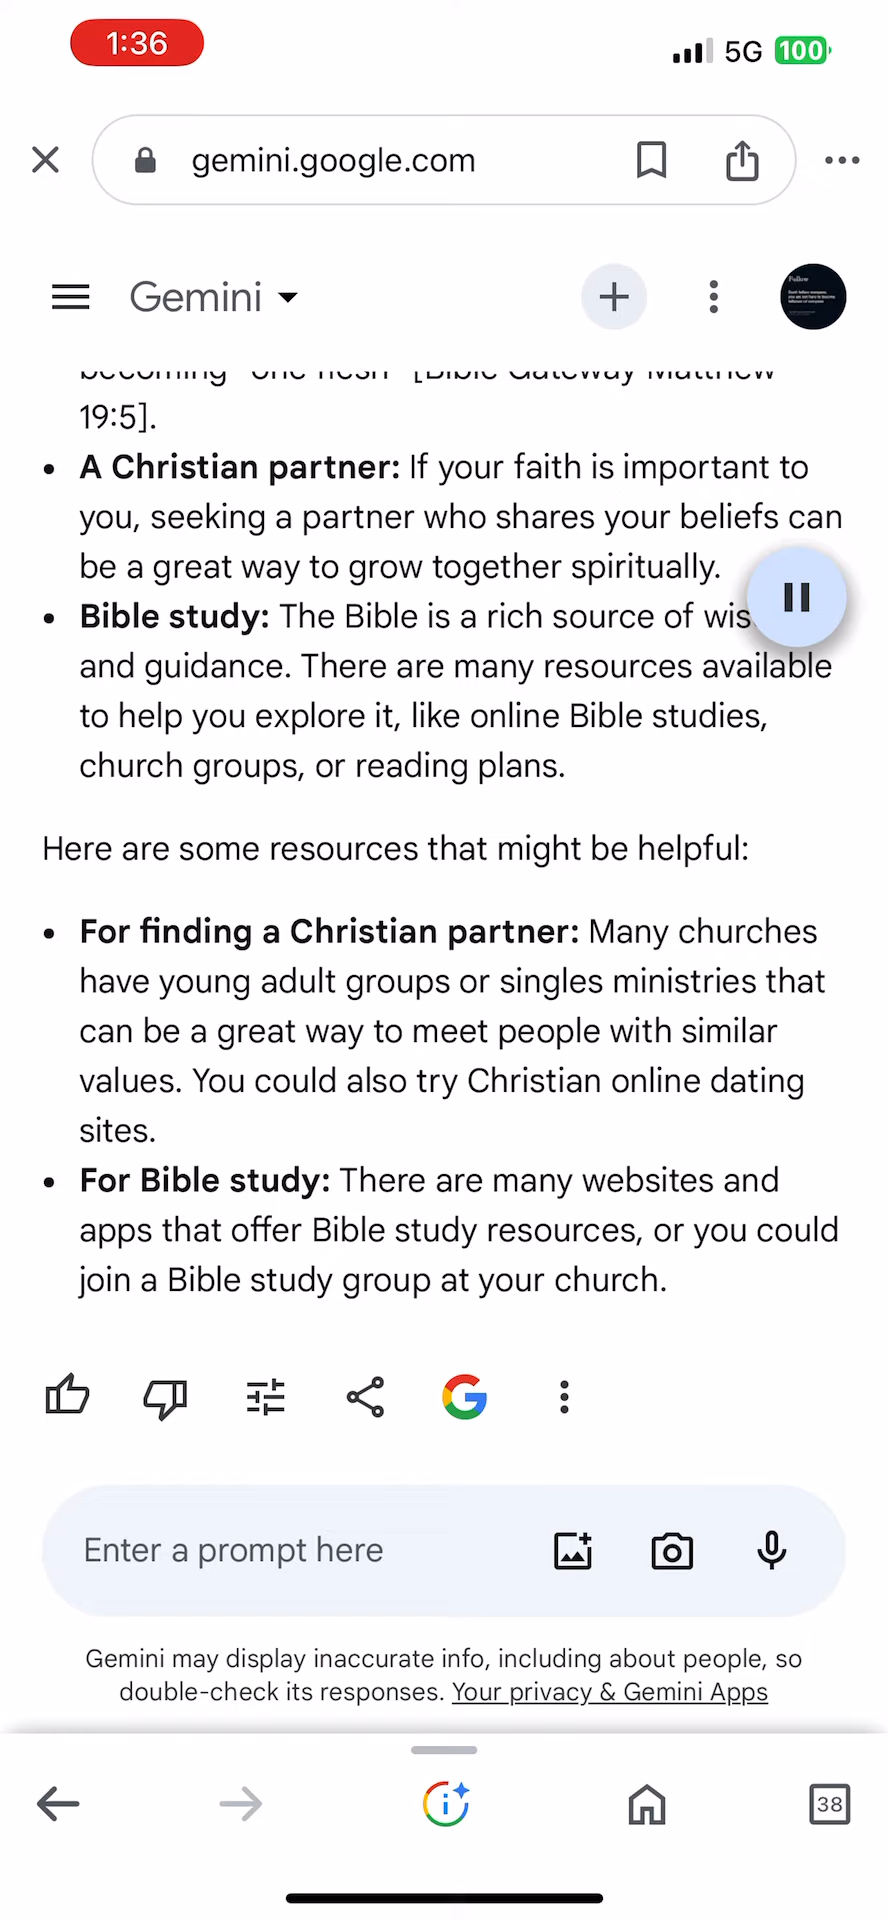 1:36
5G 100
gemini.google.com
Gemini
becoming "one flesh" [Bible Gateway Matthew
19:5].
• A Christian partner: If your faith is important to
you, seeking a partner who shares your beliefs can
be a great way to grow together spiritually.
• Bible study: The Bible is a rich source of
and guidance. There are many resources available
to help you explore it, like online Bible studies,
church groups, or reading plans.
Here are some resources that might be helpful:
• For finding a Christian partner: Many churches
have young adult groups or singles ministries that
can be a great way to meet people with similar
values. You could also try Christian online dating
sites.
• For Bible study: There are many websites and
apps that offer Bible study resources, or you could
join a Bible study group at your church.
Enter a prompt here
Gemini may display inaccurate info, including about people, so
double-check its responses. Your privacy & Gemini Apps
38